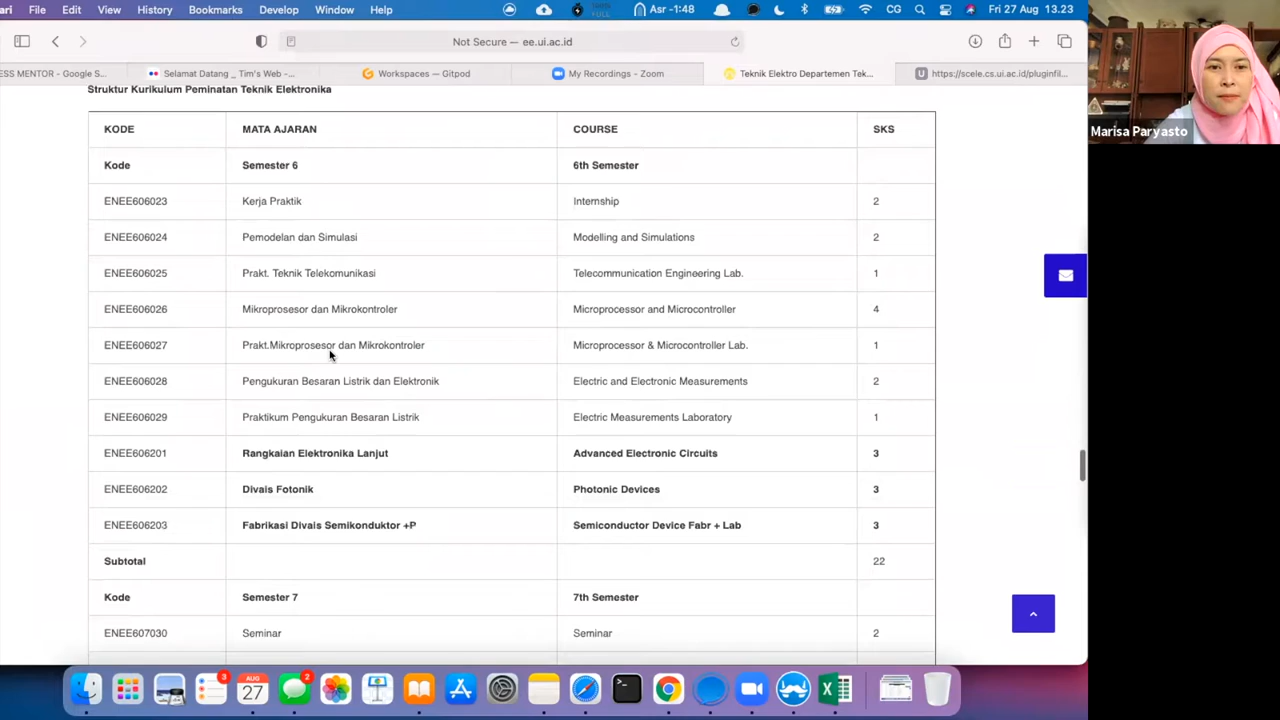 ari File Edit View History Bookmarks Develop Window Help Asr -1:48 CG Fri 27 Aug 13.23
Not Secure — ee.ui.ac.id
ESS MENTOR - Google S... Selamat Datang _ Tim's Web -... Workspaces — Gitpod My Recordings - Zoom Teknik Elektro Departemen Tek... https://scele.cs.ui.ac.id/pluginfil...
Marisa Paryasto
Struktur Kurikulum Peminatan Teknik Elektronika
KODE MATA AJARAN COURSE SKS
Kode Semester 6 6th Semester
ENEE606023 Kerja Praktik Internship 2
ENEE606024 Pemodelan dan Simulasi Modelling and Simulations 2
ENEE606025 Prakt. Teknik Telekomunikasi Telecommunication Engineering Lab. 1
ENEE606026 Mikroprosesor dan Mikrokontroler Microprocessor and Microcontroller 4
ENEE606027 Prakt.Mikroprosesor dan Mikrokontroler Microprocessor & Microcontroller Lab. 1
ENEE606028 Pengukuran Besaran Listrik dan Elektronik Electric and Electronic Measurements 2
ENEE606029 Praktikum Pengukuran Besaran Listrik Electric Measurements Laboratory 1
ENEE606201 Rangkaian Elektronika Lanjut Advanced Electronic Circuits 3
ENEE606202 Divais Fotonik Photonic Devices 3
ENEE606203 Fabrikasi Divais Semikonduktor +P Semiconductor Device Fabr + Lab 3
Subtotal 22
Kode Semester 7 7th Semester
ENEE607030 Seminar Seminar 2
3 AUG 27 2